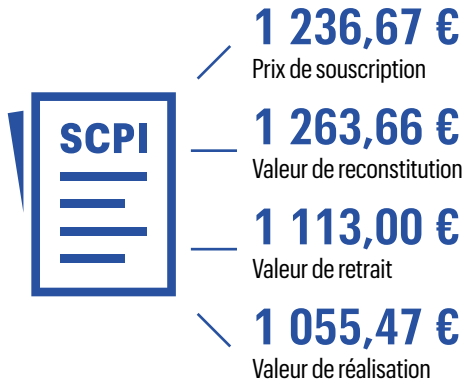 SCPI
1 236,67 €
Prix de souscription
1 263,66 €
Valeur de reconstitution
1 113,00 €
Valeur de retrait
1 055,47 €
Valeur de réalisation